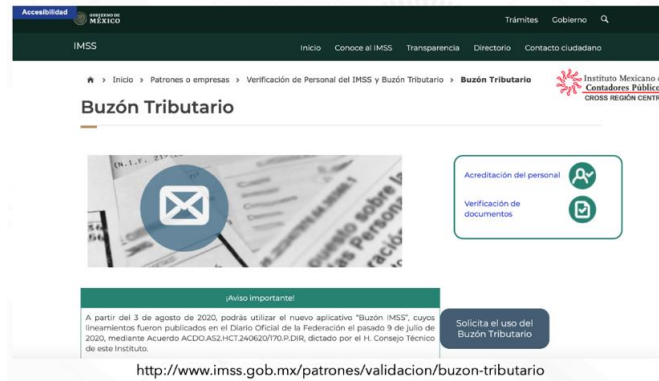 Accesibilidad
GOBIERNO DE
MÉXICO
Trámites Gobierno
IMSS
Inicio Conoce al IMSS Transparencia Directorio Contacto ciudadano
Inicio > Patrones o empresas > Verificación de Personal del IMSS y Buzón Tributario > Buzón Tributario
Instituto Mexicano
Contadores Público
CROSS REGIÓN CENTR
Buzón Tributario
Acreditación del personal
Verificación de
documentos
¡Aviso importante!
A partir del 3 de agosto de 2020, podrás utilizar el nuevo aplicativo "Buzón IMSS", cuyos
lineamientos fueron publicados en el Diario Oficial de la Federación el pasado 9 de julio de
2020, mediante Acuerdo ACDO.AS2.HCT.240620/170.P.DIR, dictado por el H. Consejo Técnico
de este Instituto.
Solicita el uso del
Buzón Tributario
http://www.imss.gob.mx/patrones/validacion/buzon-tributario